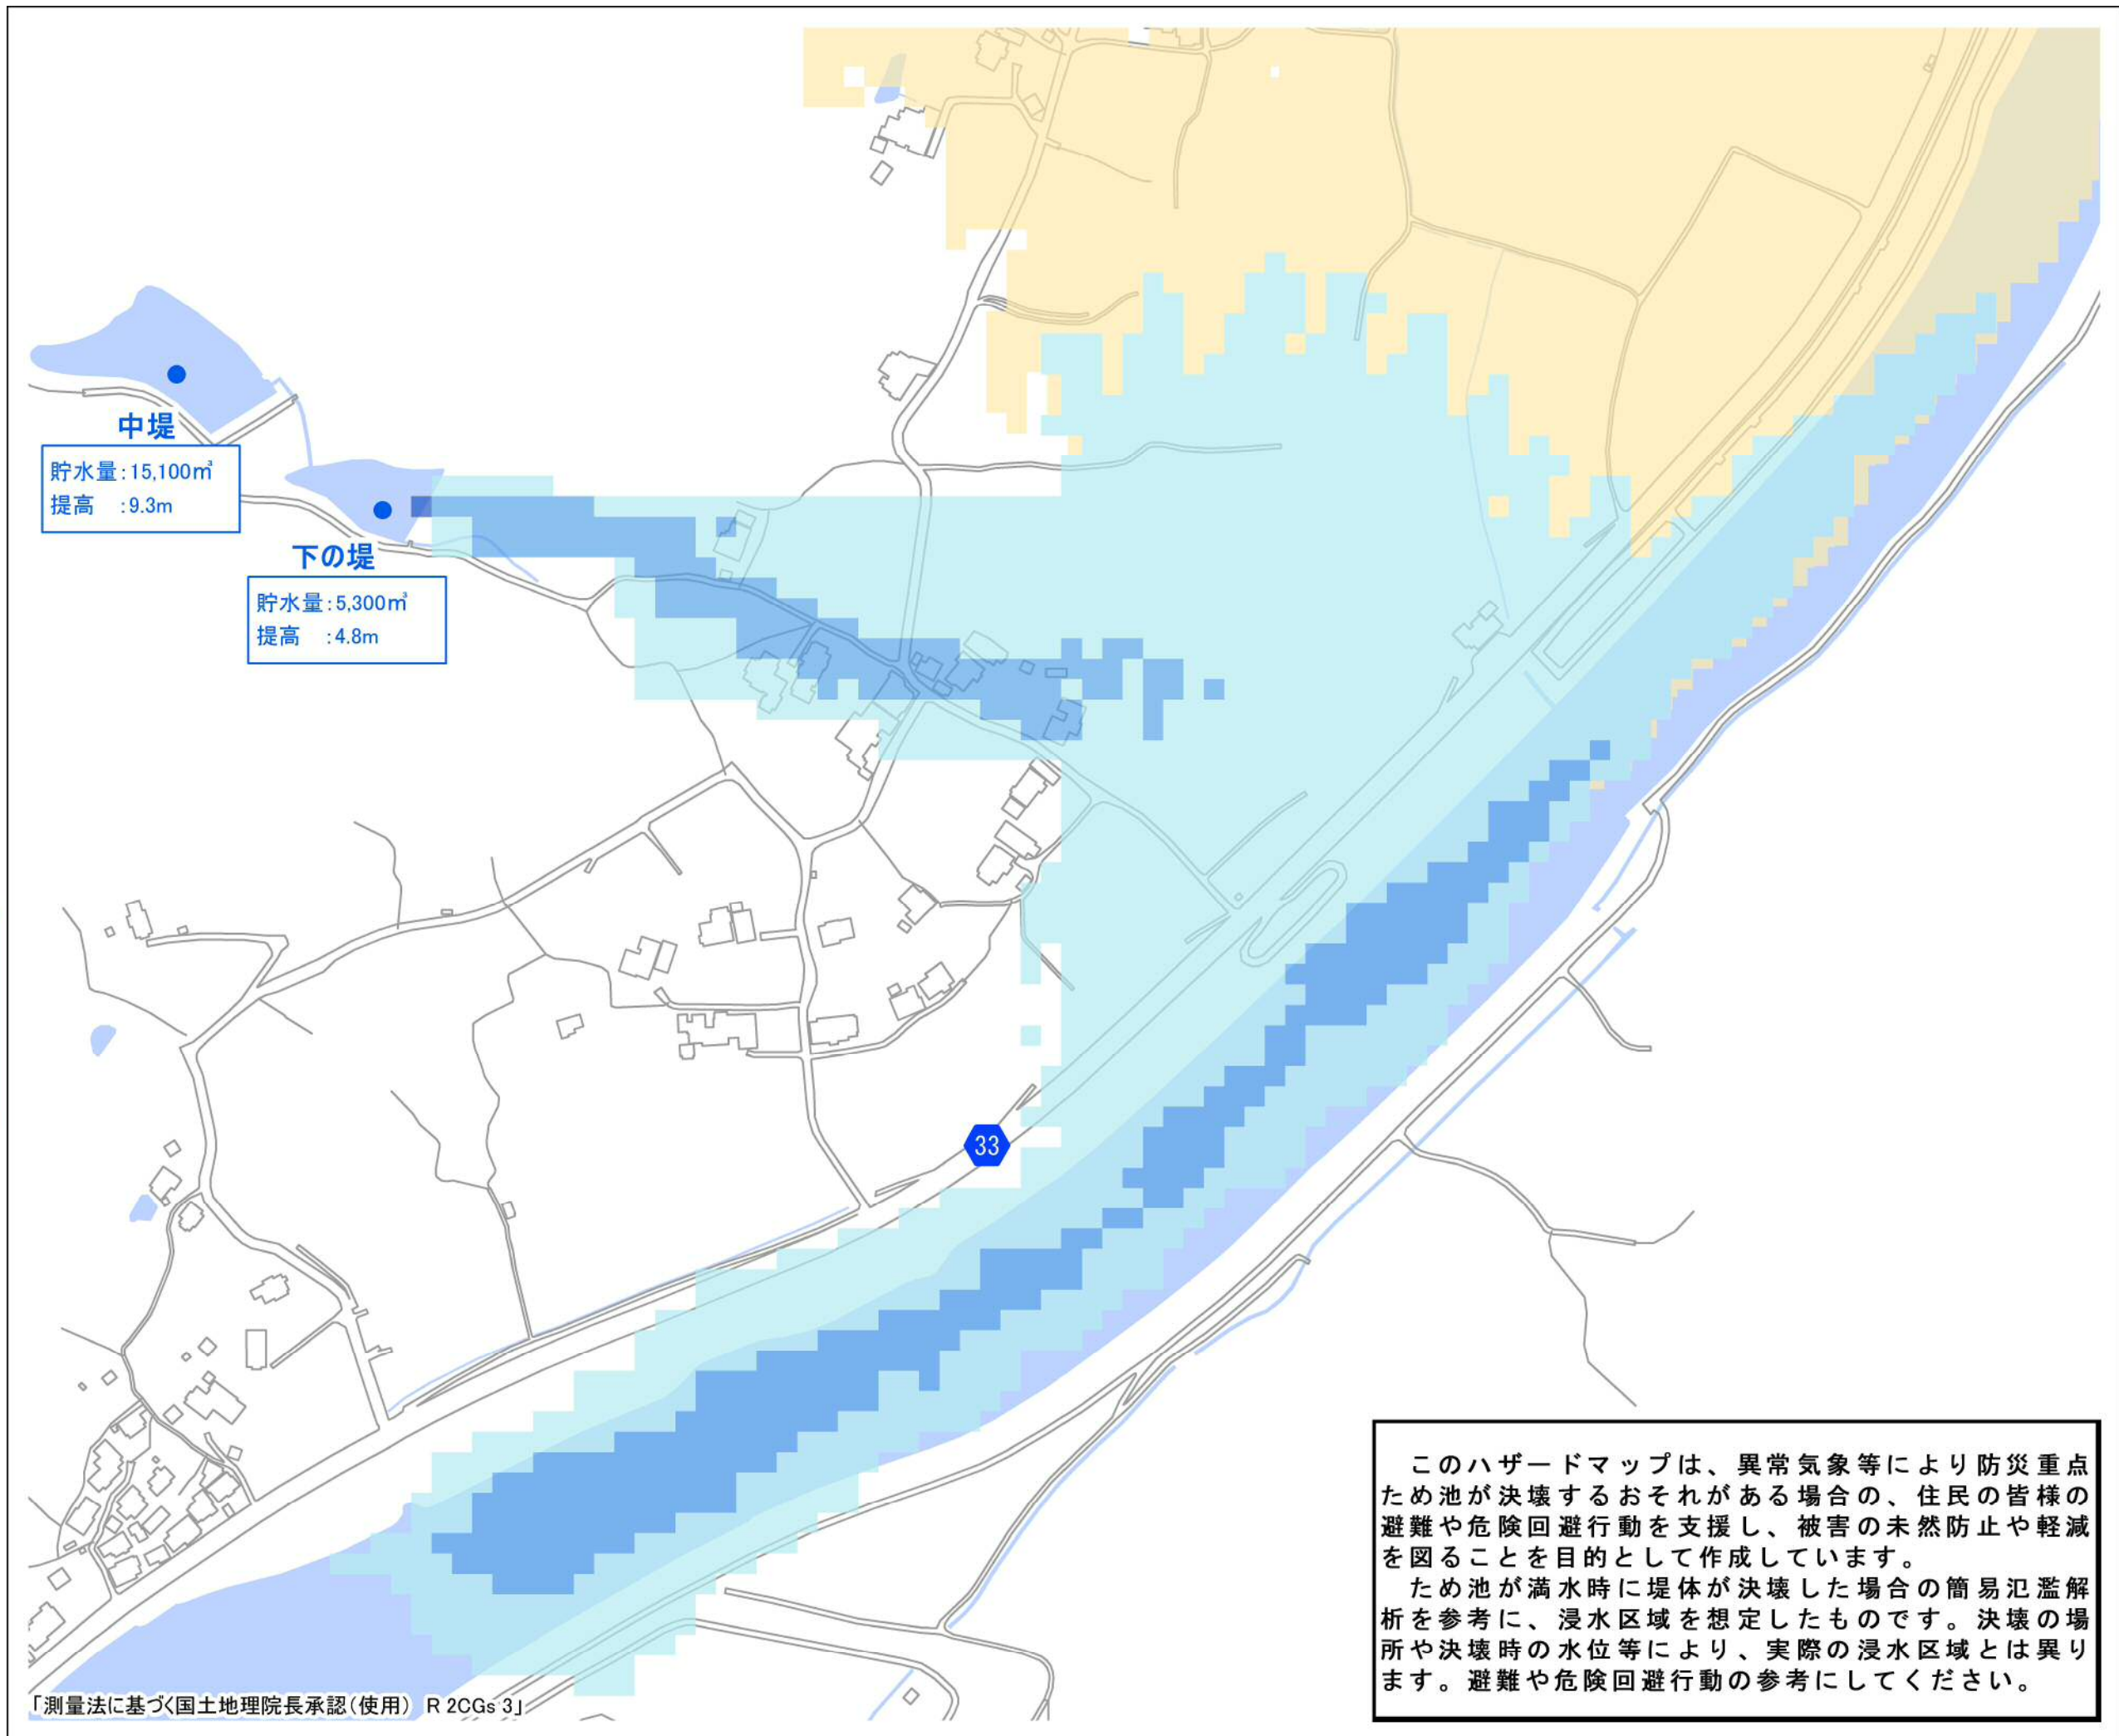 中堤
貯水量:15,100㎥
提高 :9.3m
下の堤
貯水量:5,300㎥
提高 :4.8m
33
このハザードマップは、異常気象等により防災重点
ため池が決壊するおそれがある場合の、住民の皆様の
避難や危険回避行動を支援し、被害の未然防止や軽減
を図ることを目的として作成しています。
ため池が満水時に堤体が決壊した場合の簡易氾濫解
析を参考に、浸水区域を想定したものです。決壊の場
所や決壊時の水位等により、実際の浸水区域とは異り
ます。避難や危険回避行動の参考にしてください。
「測量法に基づく国土地理院長承認(使用) R 2CGs 3」